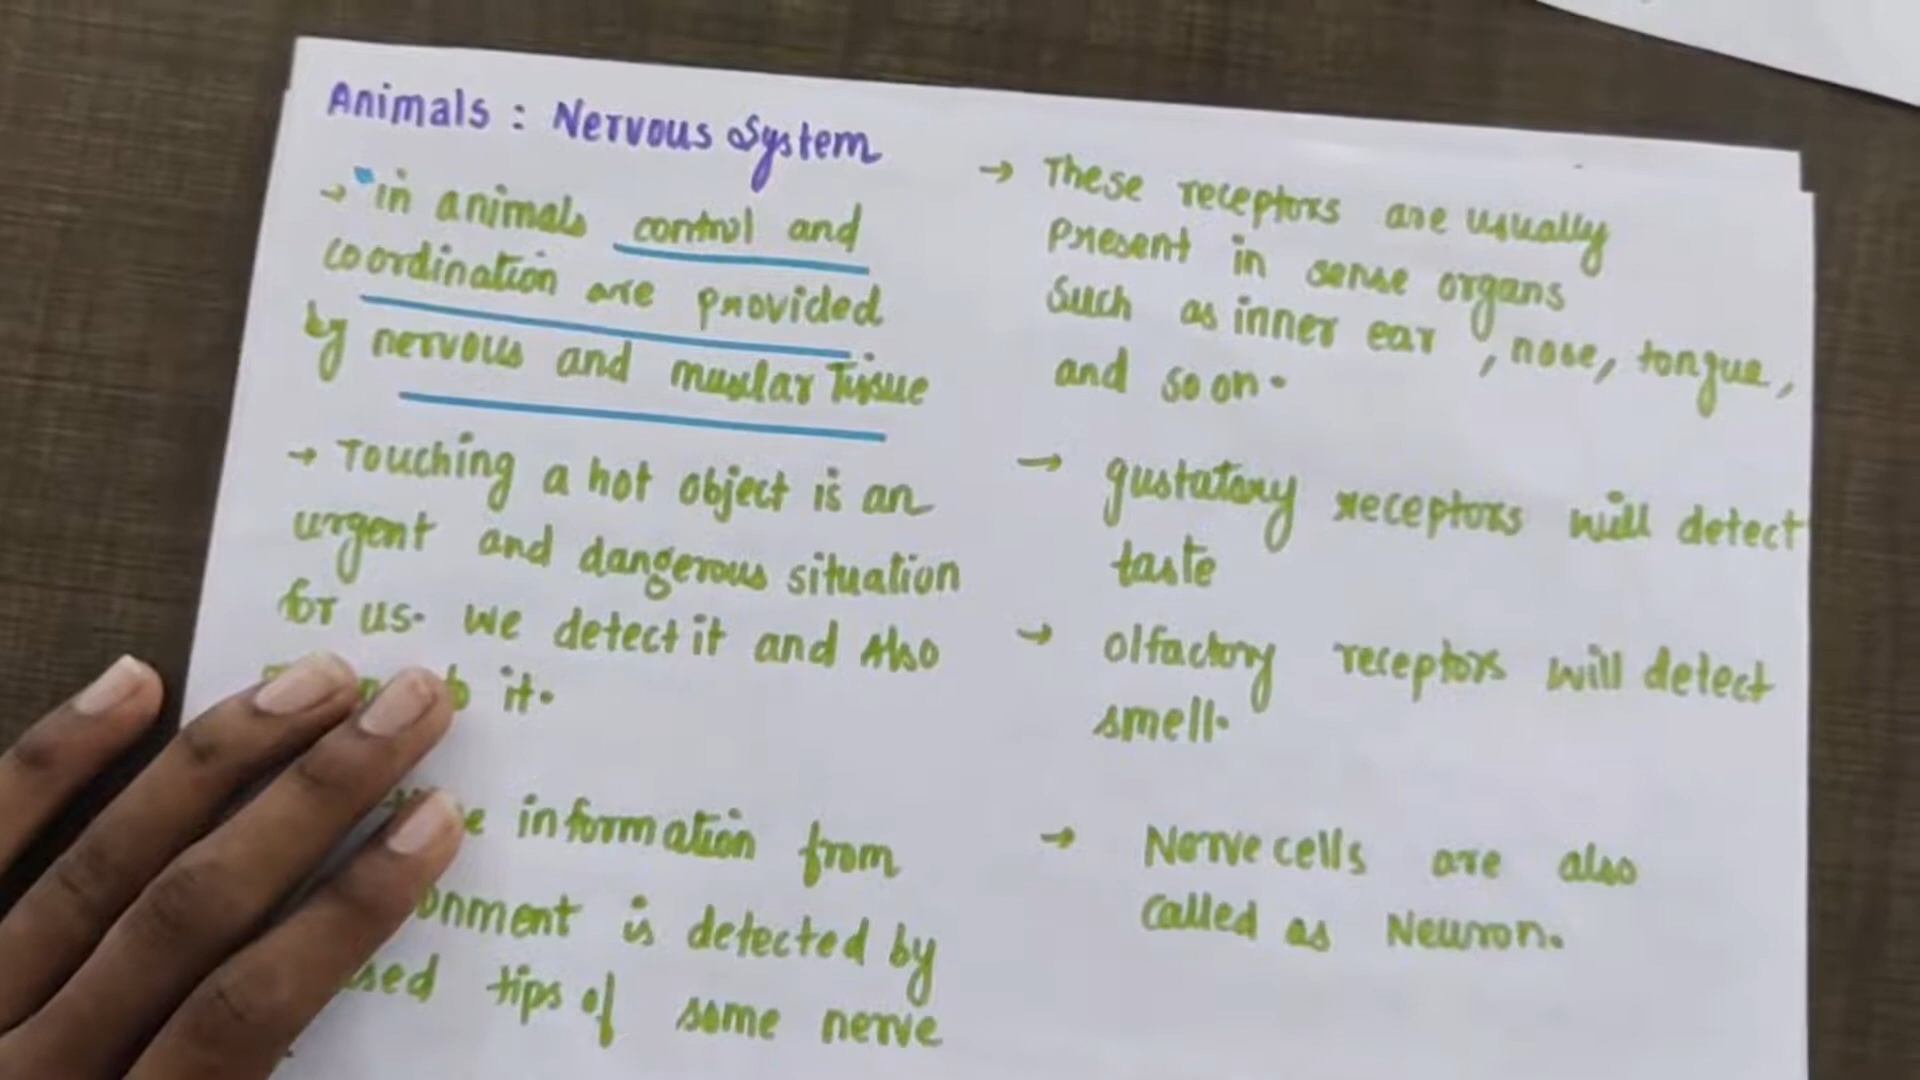 Animals : Nervous System
→ in animals control and
coordination are provided
by nervous and muslar Tissue
→ Touching a hot object is an
urgent and dangerous situation
for us. we detect it and Also
it.
information from
is detected by
tips of some nerve
→ These receptors are usually
present in sense organs
Such as inner ear , nose, tongue,
and so on.
→ gustatory receptors will detect
taste
→ olfactory receptors will detect
smell.
→ Nerve cells are also
called as Neuron.